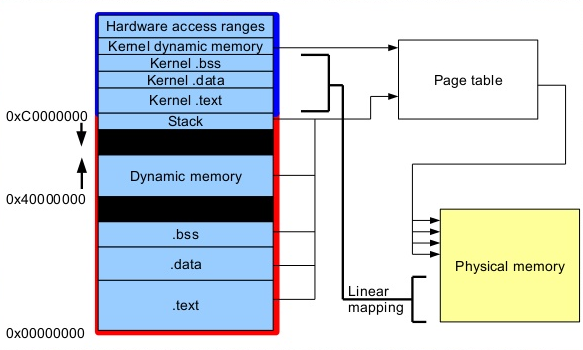 Hardware access ranges
Kernel dynamic memory
Kernel .bss
Kernel .data
Kernel .text
0xC0000000
Stack
Dynamic memory
0x40000000
.bss
.data
.text
0x00000000
Page table
Physical memory
Linear
mapping